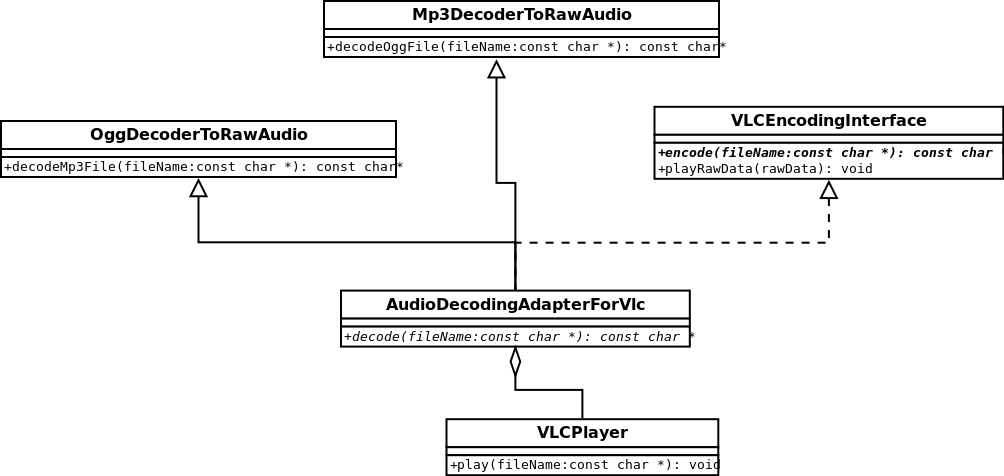 Mp3DecoderToRawAudio
+decodeOggFile(fileName:const char *): const char*
OggDecoderToRawAudio
+decodeMp3File(fileName:const char *): const char*
VLCEncodingInterface
+encode(fileName:const char *): const char
+playRawData(rawData): void
AudioDecodingAdapterForVlc
+decode(fileName:const char *): const char *
VLCPlayer
+play(fileName:const char *): void